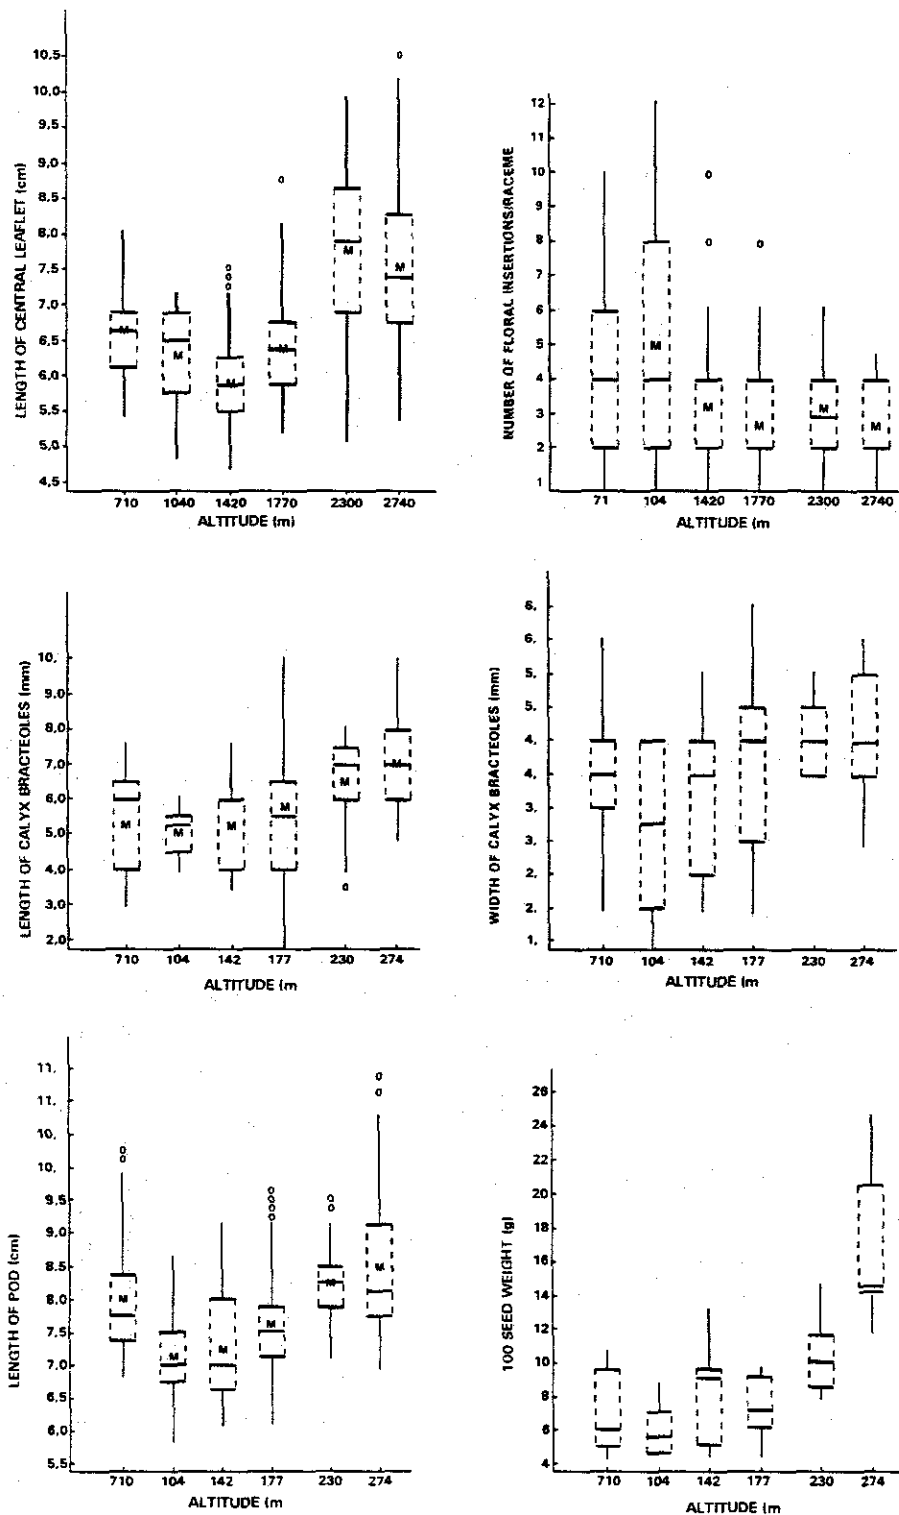 LENGTH OF CENTRAL LEAFLET (cm)
10,5
10,0
9,5
9,0
8,5
8,0
7,5
7,0
6,5
6,0
5,5
5,0
4,5
O
O
O
O
O
O
M
M
M
M
M
M
710 1040 1420 1770 2300 2740
ALTITUDE (m)
NUMBER OF FLORAL INSERTIONS/RACEME
12
11
10
9
8
7
6
5
4
3
2
1
O
O
O
M
M
M
M
M
71 104 1420 1770 2300 2740
ALTITUDE (m
LENGTH OF CALYX BRACTEOLES (mm)
10,
9,0
8,0
7,0
6,0
5,0
4,0
3,0
2,0
M
M
M
M
M
M
O
710 104 142 177 230 274
ALTITUDE (m
WIDTH OF CALYX BRACTEOLES (mm)
6,
6,
5,
5,
4,
4,
3,
3,
2,
2,
1,
710 104 142 177 230 274
ALTITUDE (m
LENGTH OF POD (cm)
11,
11,
10,
10,
9,5
9,0
8,5
8,0
7,5
7,0
6,5
6,0
5,5
O
O
O
O
O
O
O
O
O
O
M
M
M
M
M
M
710 104 142 177 230 274
ALTITUDE (m
100 SEED WEIGHT (g)
26
24
22
20
18
16
14
12
10
8
6
4
710 104 142 177 230 274
ALTITUDE (m